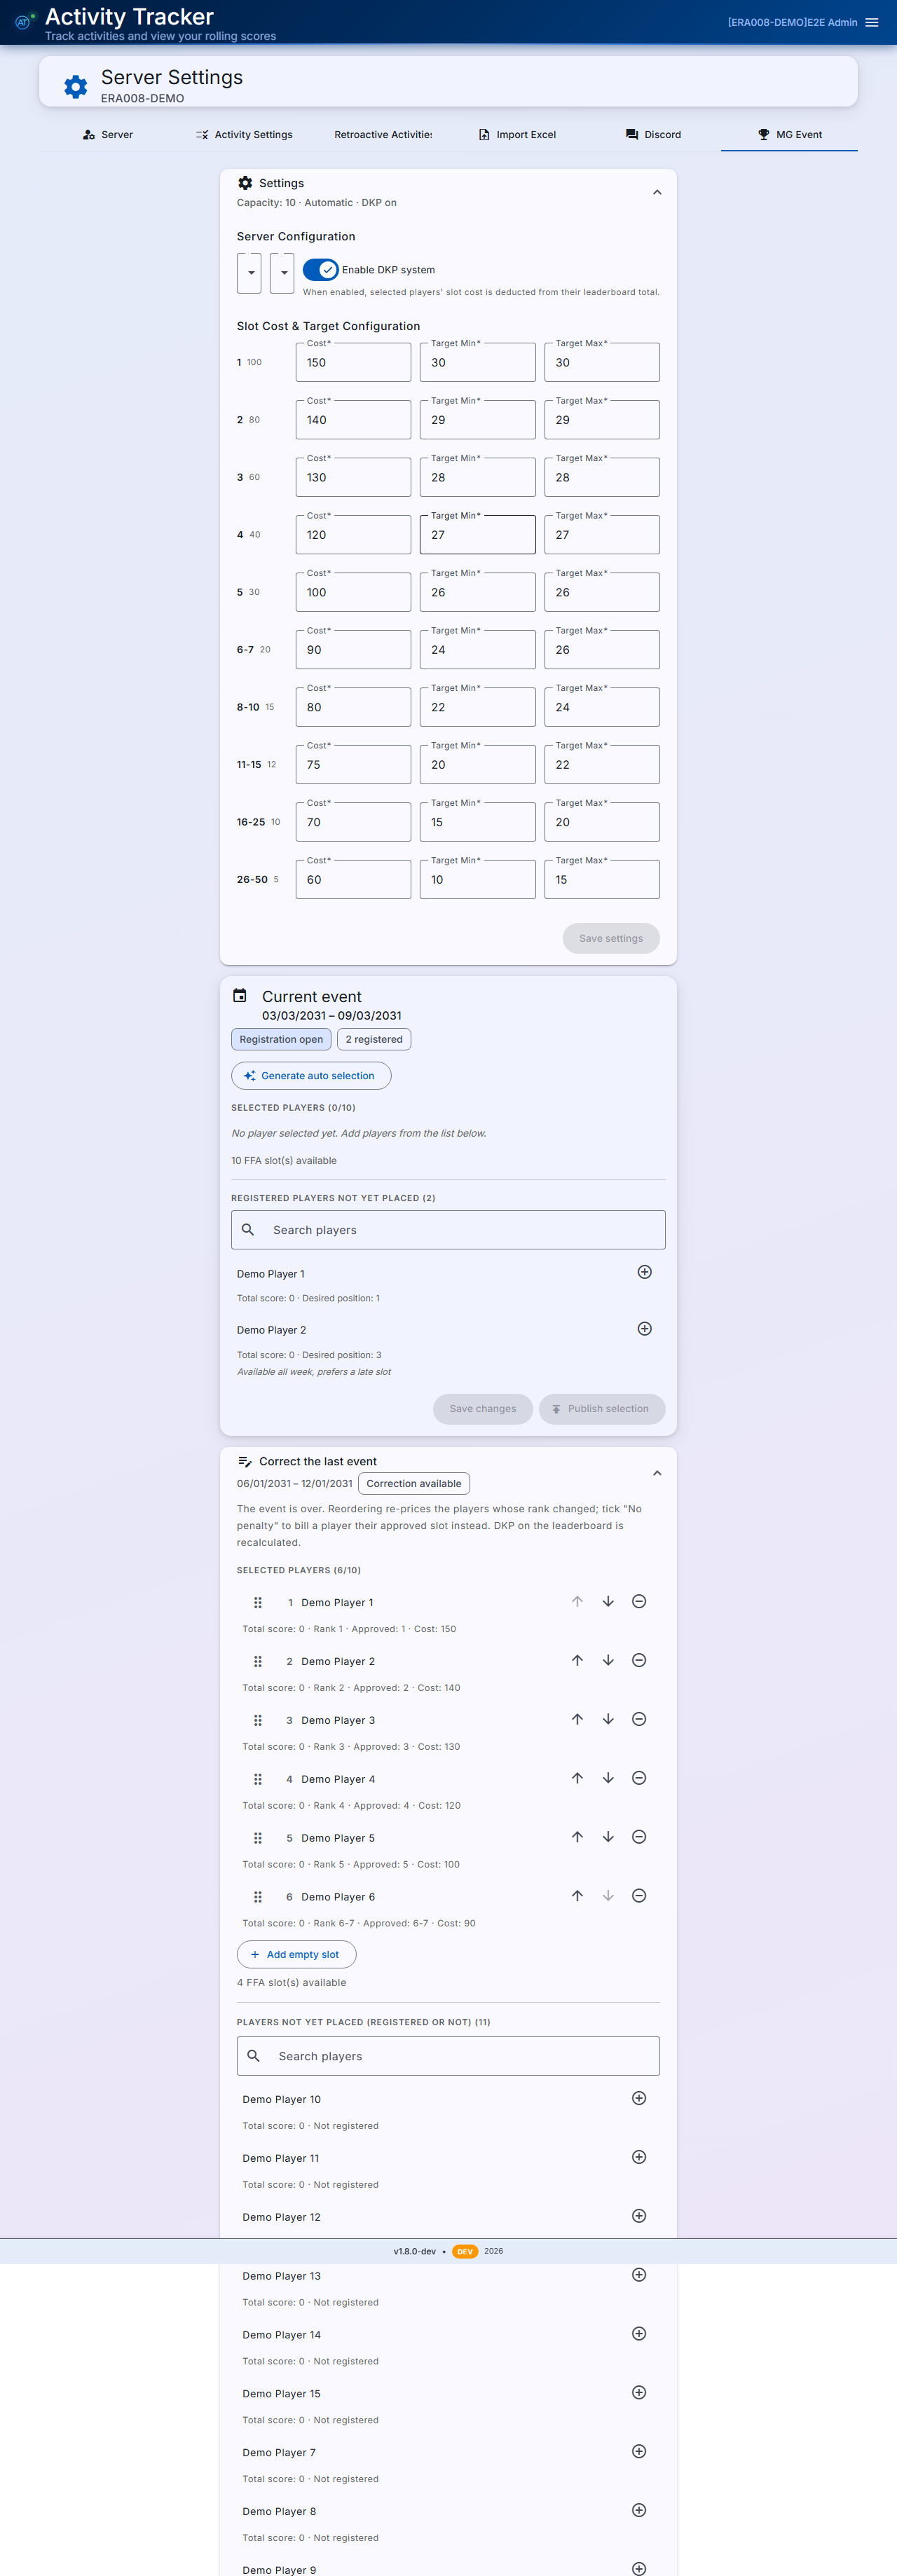 Activity Tracker
Track activities and view your rolling scores
[ERA008-DEMO]E2E Admin
AT
Server Settings
ERA008-DEMO
Server
Activity Settings
Retroactive Activities
Import Excel
Discord
MG Event
Settings
Capacity: 10 · Automatic · DKP on
Server Configuration
Enable DKP system
When enabled, selected players' slot cost is deducted from their leaderboard total.
Slot Cost & Target Configuration
Cost* Target Min* Target Max*
1 100 150 30 30
Cost* Target Min* Target Max*
2 80 140 29 29
Cost* Target Min* Target Max*
3 60 130 28 28
Cost* Target Min* Target Max*
4 40 120 27 27
Cost* Target Min* Target Max*
5 30 100 26 26
Cost* Target Min* Target Max*
6-7 20 90 24 26
Cost* Target Min* Target Max*
8-10 15 80 22 24
Cost* Target Min* Target Max*
11-15 12 75 20 22
Cost* Target Min* Target Max*
16-25 10 70 15 20
Cost* Target Min* Target Max*
26-50 5 60 10 15
Save settings
Current event
03/03/2031 – 09/03/2031
Registration open
2 registered
Generate auto selection
SELECTED PLAYERS (0/10)
No player selected yet. Add players from the list below.
10 FFA slot(s) available
REGISTERED PLAYERS NOT YET PLACED (2)
Search players
Demo Player 1
Total score: 0 · Desired position: 1
Demo Player 2
Total score: 0 · Desired position: 3
Available all week, prefers a late slot
Save changes
Publish selection
Correct the last event
06/01/2031 – 12/01/2031
Correction available
The event is over. Reordering re-prices the players whose rank changed; tick "No
penalty" to bill a player their approved slot instead. DKP on the leaderboard is
recalculated.
SELECTED PLAYERS (6/10)
1 Demo Player 1
Total score: 0 · Rank 1 · Approved: 1 · Cost: 150
2 Demo Player 2
Total score: 0 · Rank 2 · Approved: 2 · Cost: 140
3 Demo Player 3
Total score: 0 · Rank 3 · Approved: 3 · Cost: 130
4 Demo Player 4
Total score: 0 · Rank 4 · Approved: 4 · Cost: 120
5 Demo Player 5
Total score: 0 · Rank 5 · Approved: 5 · Cost: 100
6 Demo Player 6
Total score: 0 · Rank 6-7 · Approved: 6-7 · Cost: 90
Add empty slot
4 FFA slot(s) available
PLAYERS NOT YET PLACED (REGISTERED OR NOT) (11)
Search players
Demo Player 10
Total score: 0 · Not registered
Demo Player 11
Total score: 0 · Not registered
Demo Player 12
v1.8.0-dev • DEV 2026
Demo Player 13
Total score: 0 · Not registered
Demo Player 14
Total score: 0 · Not registered
Demo Player 15
Total score: 0 · Not registered
Demo Player 7
Total score: 0 · Not registered
Demo Player 8
Total score: 0 · Not registered
Demo Player 9